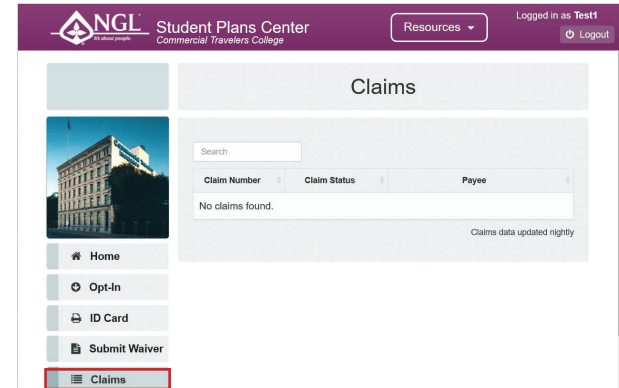 NGL
It's about people.
Student Plans Center
Commercial Travelers College
Resources
Logged in as Test1
Logout
Claims
Search
Claim Number Claim Status Payee
No claims found.
Claims data updated nightly
Home
Opt-In
ID Card
Submit Waiver
Claims